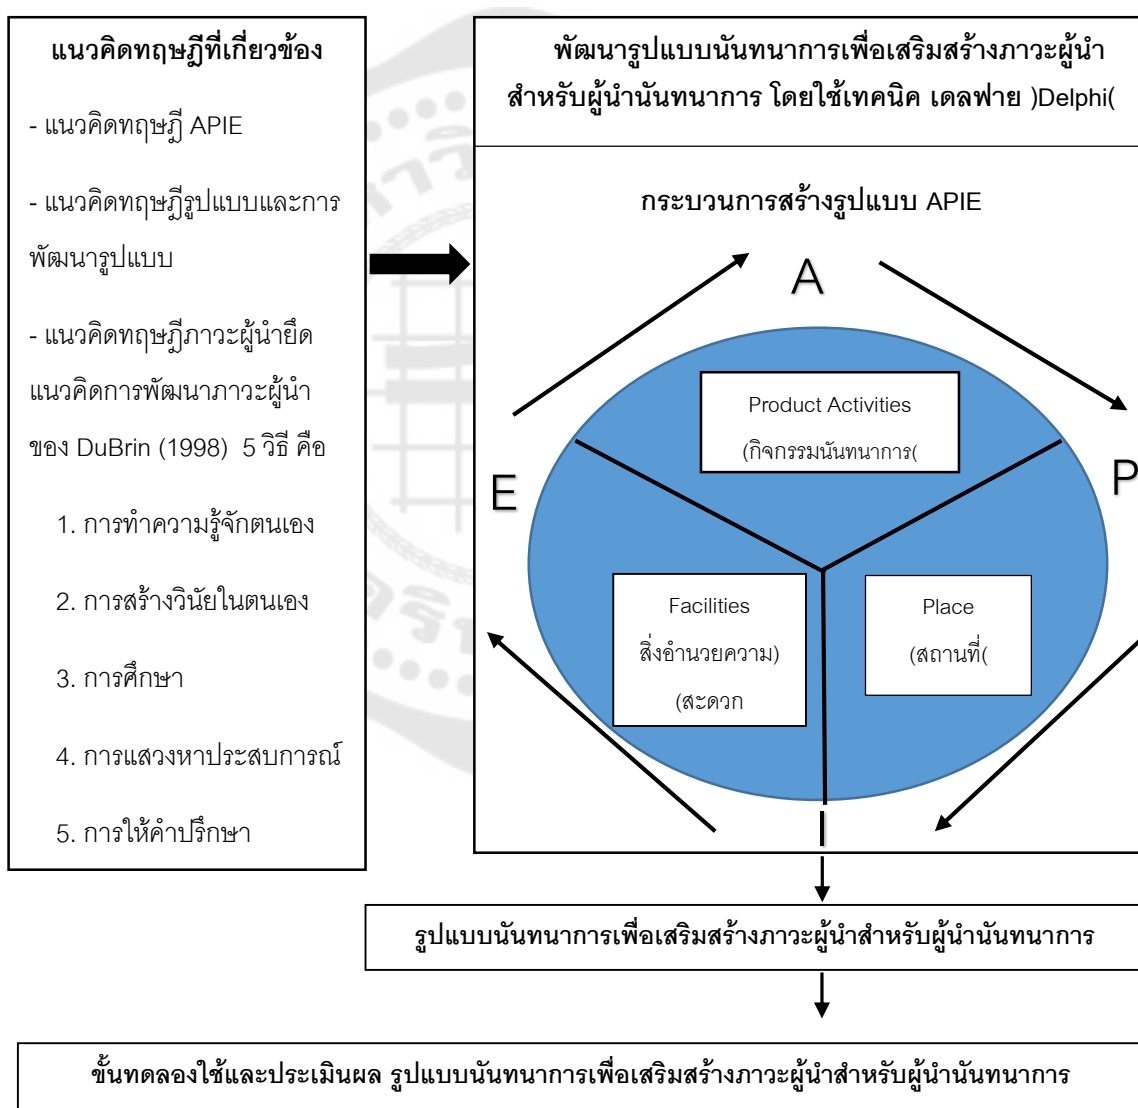 แนวคิดทฤษฎีที่เกี่ยวข้อง
- แนวคิดทฤษฎี APIE
- แนวคิดทฤษฎีรูปแบบและการ
พัฒนารูปแบบ
- แนวคิดทฤษฎีภาวะผู้นำยึด
แนวคิดการพัฒนาภาวะผู้นำ
ของ DuBrin (1998) 5 วิธี คือ
1. การทำความรู้จักตนเอง
2. การสร้างวินัยในตนเอง
3. การศึกษา
4. การแสวงหาประสบการณ์
5. การให้คำปรึกษา
พัฒนารูปแบบนันทนาการเพื่อเสริมสร้างภาวะผู้นำ
สำหรับผู้นำนันทนาการ โดยใช้เทคนิค เดลฟาย )Delphi(
กระบวนการสร้างรูปแบบ APIE
A
Product Activities
(กิจกรรมนันทนาการ(
E
P
Facilities
สิ่งอำนวยความ)
(สะดวก
Place
(สถานที่(
I
รูปแบบนันทนาการเพื่อเสริมสร้างภาวะผู้นำสำหรับผู้นำนันทนาการ
ขั้นทดลองใช้และประเมินผล รูปแบบนันทนาการเพื่อเสริมสร้างภาวะผู้นำสำหรับผู้นำนันทนาการ